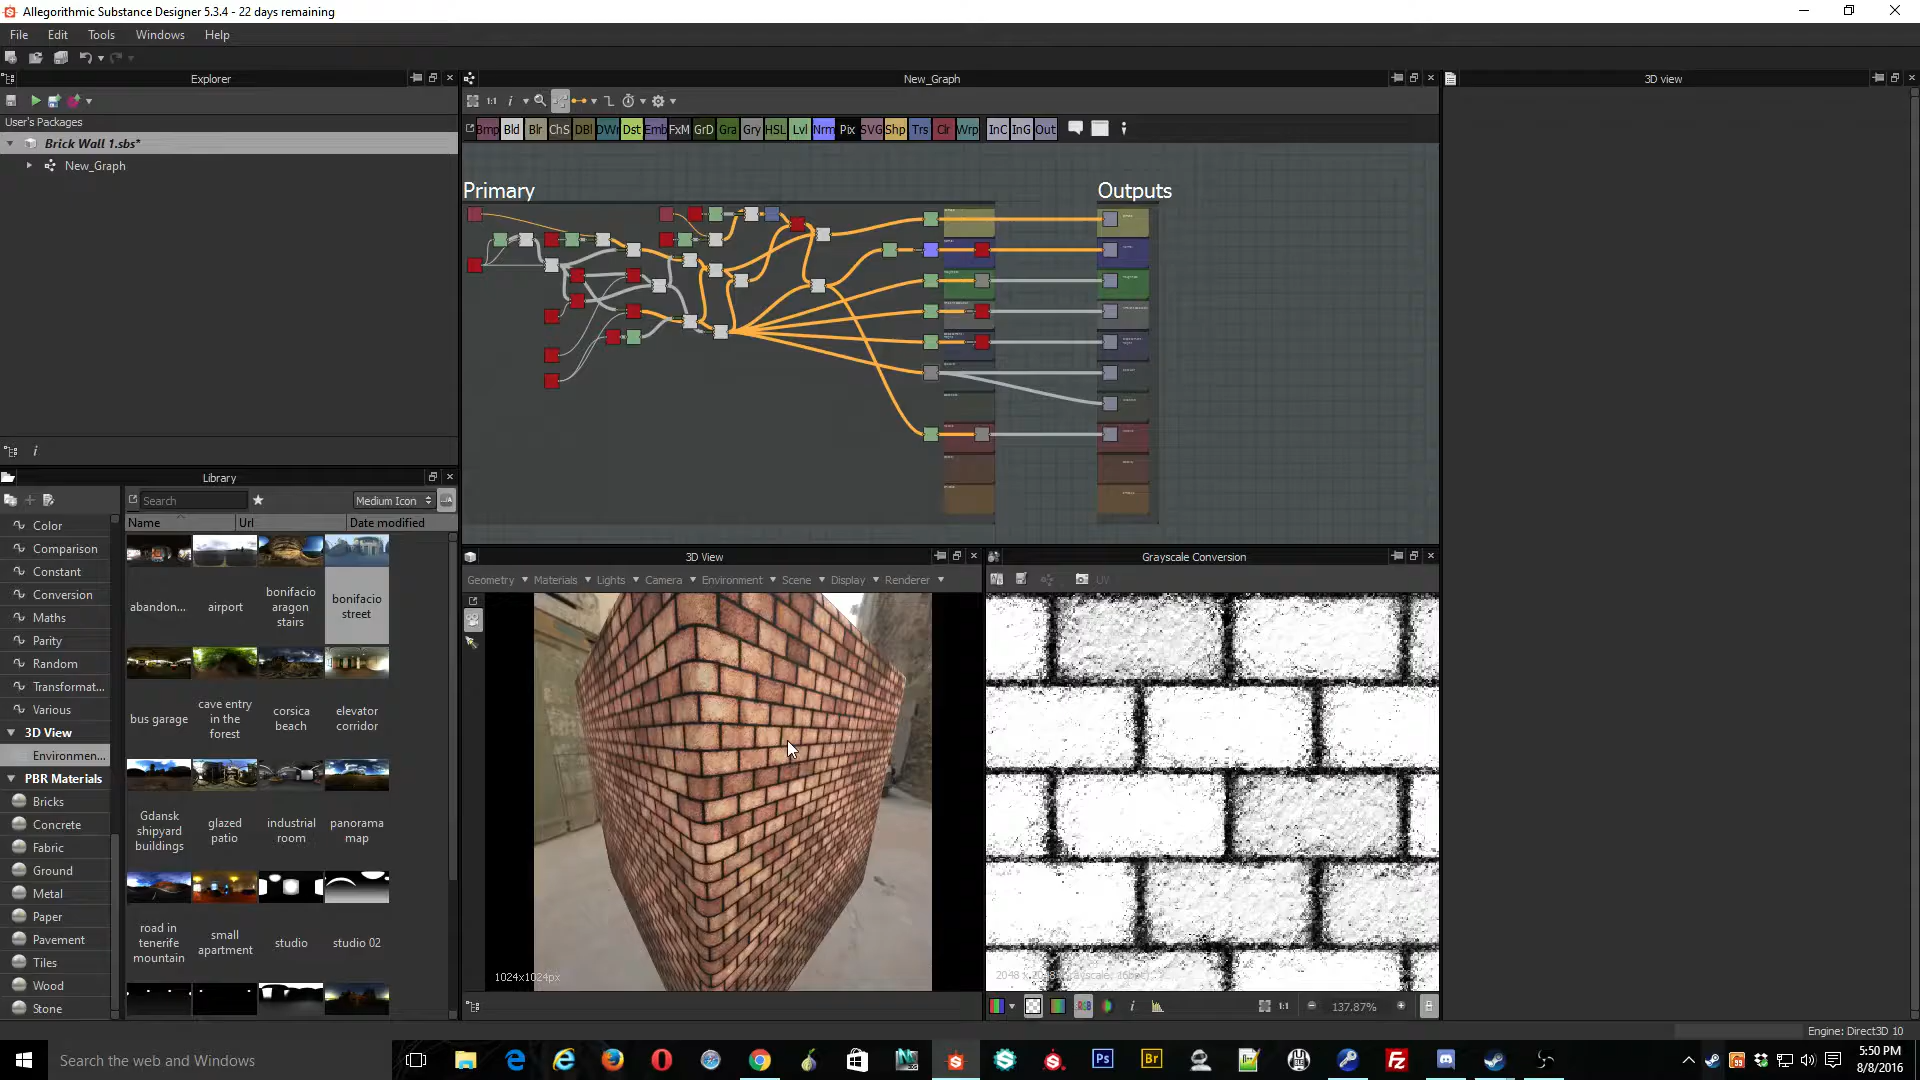 Allegorithmic Substance Designer 5.3.4 - 22 days remaining
File Edit Tools Windows Help
Explorer
New_Graph
3D view
1:1
User's Packages
Bmp Bld Blr ChS DBl DWr Dst Emb FxM GrD Gra Gry HSL Lvl Nrm Pix SVG Shp Trs Clr Wrp InC InG Out
Brick Wall 1.sbs*
New_Graph
Primary
Outputs
Library
Search
Medium Icon
Name Url Date modified
Color
Comparison
Constant
Conversion
Maths
Parity
Random
Transformat...
Various
3D View
Environmen...
PBR Materials
Bricks
Concrete
Fabric
Ground
Metal
Paper
Pavement
Tiles
Wood
Stone
abandon...
airport
bonifacio
aragon
stairs
bonifacio
street
bus garage
cave entry
in the
forest
corsica
beach
elevator
corridor
Gdansk
shipyard
buildings
glazed
patio
industrial
room
panorama
map
road in
tenerife
mountain
small
apartment
studio
studio 02
3D View
Geometry Materials Lights Camera Environment Scene Display Renderer
1024x1024px
Grayscale Conversion
UV
1:1
137.87%
Engine: Direct3D 10
Search the web and Windows
5:50 PM
8/8/2016